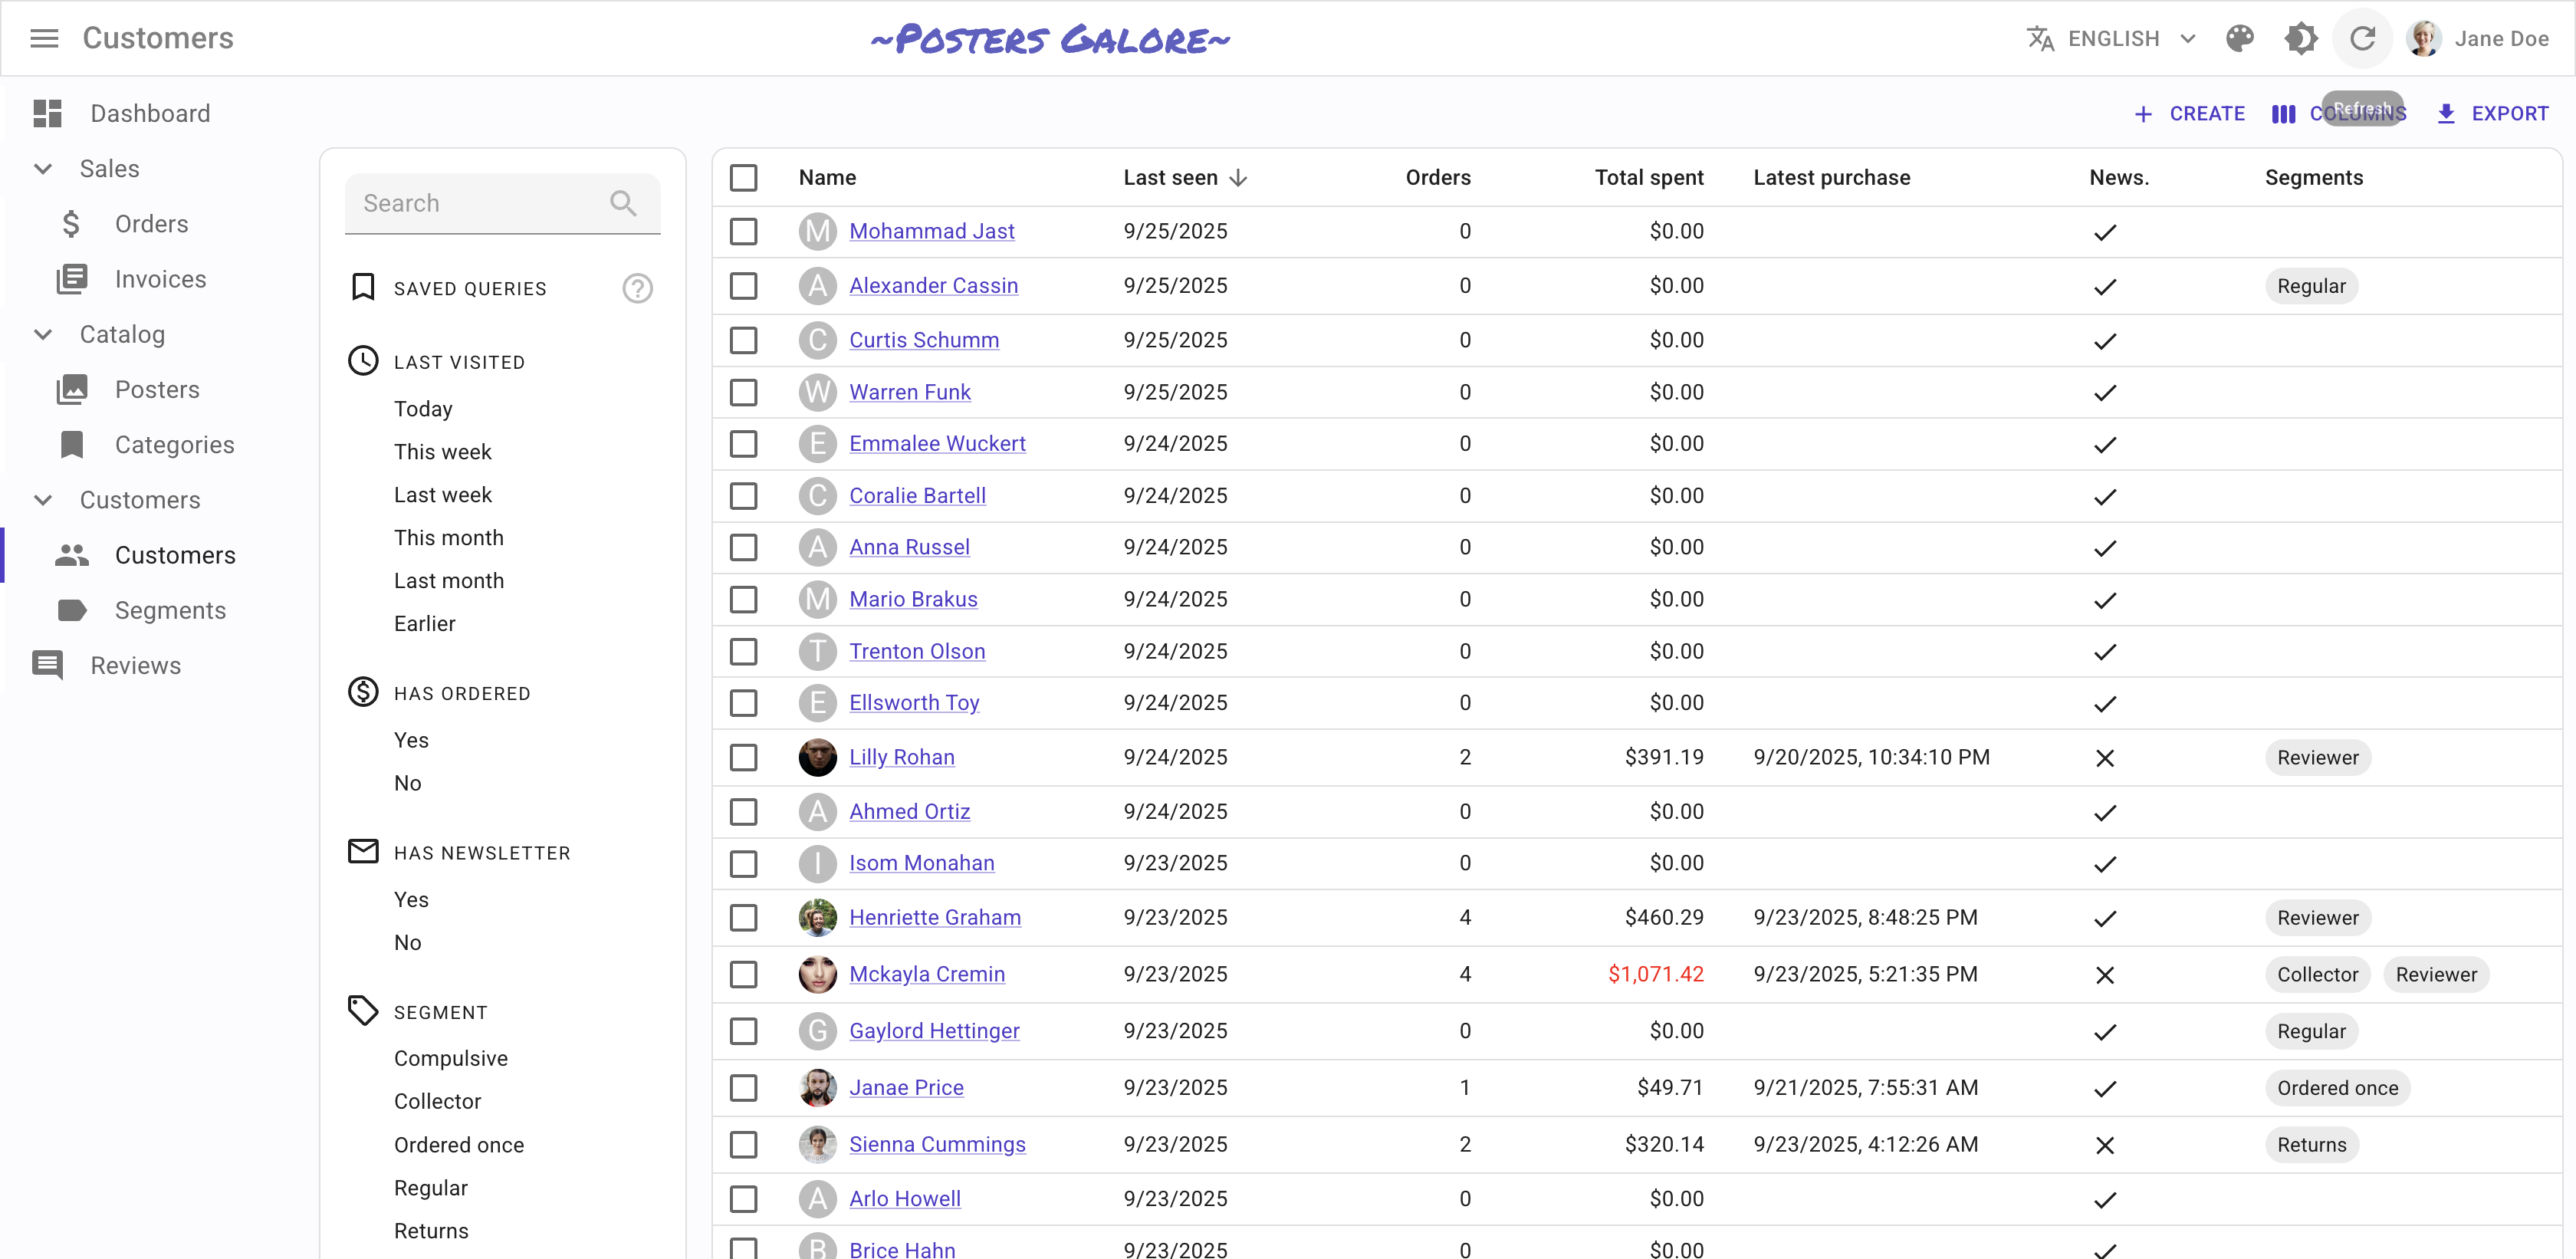 Customers
~Posters Galore~
ENGLISH
Jane Doe
Dashboard
Sales
Orders
Invoices
Catalog
Posters
Categories
Customers
Customers
Segments
Reviews
CREATE
COLUMNS
Refresh
EXPORT
Search
SAVED QUERIES
LAST VISITED
Today
This week
Last week
This month
Last month
Earlier
HAS ORDERED
Yes
No
HAS NEWSLETTER
Yes
No
SEGMENT
Compulsive
Collector
Ordered once
Regular
Returns
Name Last seen Orders Total spent Latest purchase News. Segments
M Mohammad Jast 9/25/2025 0 $0.00
A Alexander Cassin 9/25/2025 0 $0.00 Regular
C Curtis Schumm 9/25/2025 0 $0.00
W Warren Funk 9/25/2025 0 $0.00
E Emmalee Wuckert 9/24/2025 0 $0.00
C Coralie Bartell 9/24/2025 0 $0.00
A Anna Russel 9/24/2025 0 $0.00
M Mario Brakus 9/24/2025 0 $0.00
T Trenton Olson 9/24/2025 0 $0.00
E Ellsworth Toy 9/24/2025 0 $0.00
Lilly Rohan 9/24/2025 2 $391.19 9/20/2025, 10:34:10 PM Reviewer
A Ahmed Ortiz 9/24/2025 0 $0.00
I Isom Monahan 9/23/2025 0 $0.00
Henriette Graham 9/23/2025 4 $460.29 9/23/2025, 8:48:25 PM Reviewer
Mckayla Cremin 9/23/2025 4 $1,071.42 9/23/2025, 5:21:35 PM Collector Reviewer
G Gaylord Hettinger 9/23/2025 0 $0.00 Regular
Janae Price 9/23/2025 1 $49.71 9/21/2025, 7:55:31 AM Ordered once
Sienna Cummings 9/23/2025 2 $320.14 9/23/2025, 4:12:26 AM Returns
A Arlo Howell 9/23/2025 0 $0.00
B Brice Hahn 9/23/2025 0 $0.00